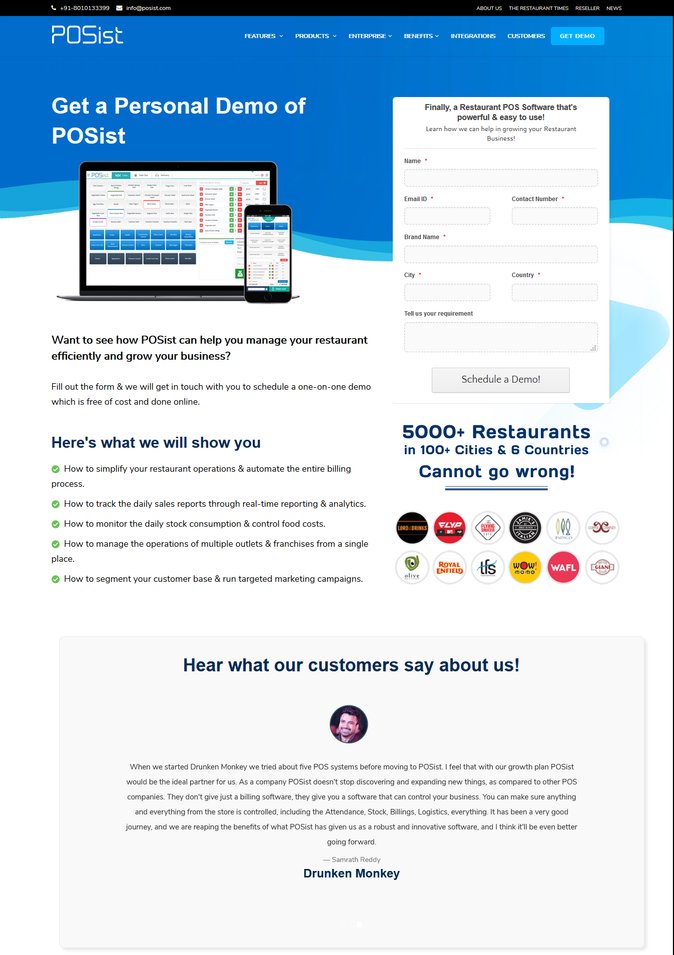 +91-8010133399 info@posist.com ABOUT US THE RESTAURANT TIMES RESELLER NEWS
POSist FEATURES PRODUCTS ENTERPRISE BENEFITS INTEGRATIONS CUSTOMERS GET DEMO
Get a Personal Demo of
POSist
Finally, a Restaurant POS Software that's
powerful & easy to use!
Learn how we can help in growing your Restaurant
Business!
Name *
Email ID * Contact Number *
Brand Name *
City * Country *
Tell us your requirement
Schedule a Demo!
Want to see how POSist can help you manage your restaurant
efficiently and grow your business?
Fill out the form & we will get in touch with you to schedule a one-on-one demo
which is free of cost and done online.
Here's what we will show you
How to simplify your restaurant operations & automate the entire billing
process.
How to track the daily sales reports through real-time reporting & analytics.
How to monitor the daily stock consumption & control food costs.
How to manage the operations of multiple outlets & franchises from a single
place.
How to segment your customer base & run targeted marketing campaigns.
5000+ Restaurants
in 100+ Cities & 6 Countries
Cannot go wrong!
LORD OF DRINKS
FLYP
JAMIE'S ITALIAN
olive
ROYAL ENFIELD
tfs
WOW! MOMO
WAFL
GIANI
Hear what our customers say about us!
When we started Drunken Monkey we tried about five POS systems before moving to POSist. I feel that with our growth plan POSist
would be the ideal partner for us. As a company POSist doesn't stop discovering and expanding new things, as compared to other POS
companies. They don't give just a billing software, they give you a software that can control your business. You can make sure anything
and everything from the store is controlled, including the Attendance, Stock, Billings, Logistics, everything. It has been a very good
journey, and we are reaping the benefits of what POSist has given us as a robust and innovative software, and I think it'll be even better
going forward.
— Samrath Reddy
Drunken Monkey